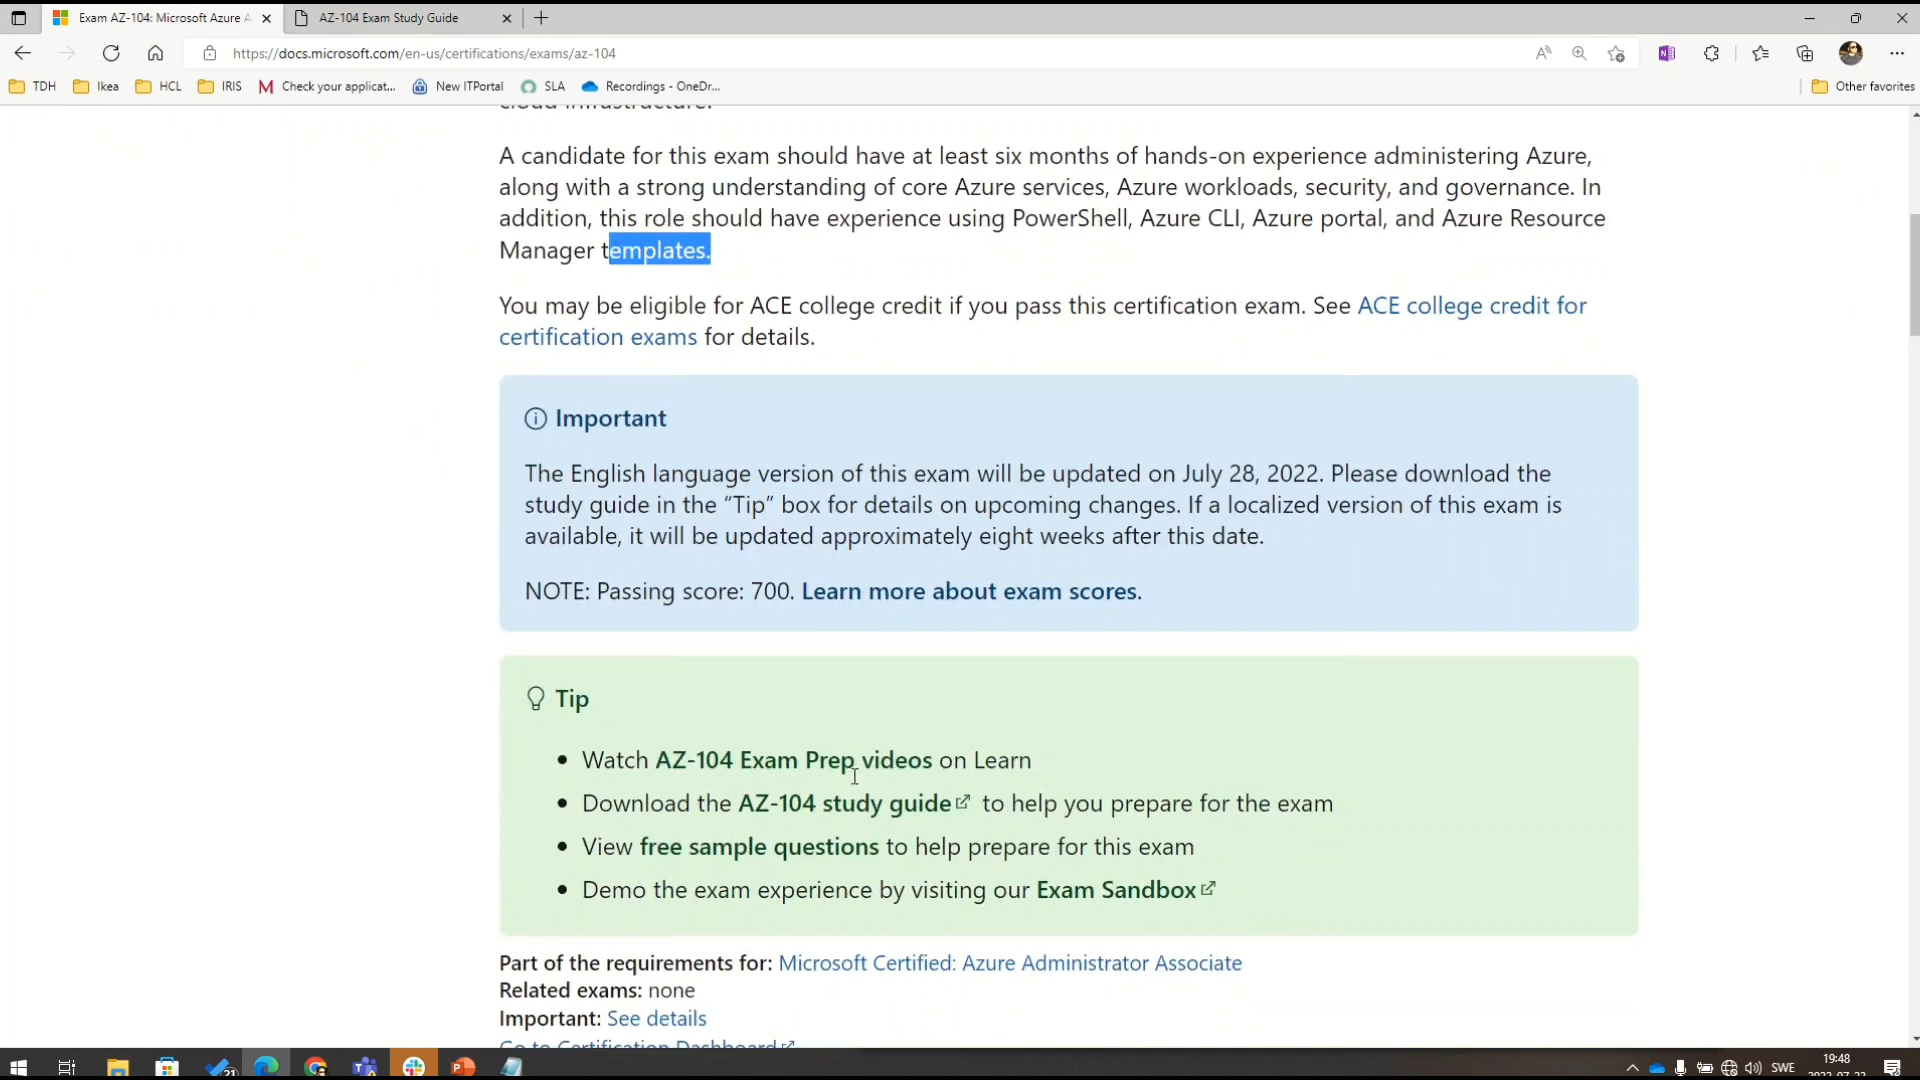 Exam AZ-104: Microsoft Azure A
AZ-104 Exam Study Guide
https://docs.microsoft.com/en-us/certifications/exams/az-104
TDH
Ikea
HCL
IRIS
Check your applicat...
New ITPortal
SLA
Recordings - OneDr...
Other favorites
cloud infrastructure.
A candidate for this exam should have at least six months of hands-on experience administering Azure,
along with a strong understanding of core Azure services, Azure workloads, security, and governance. In
addition, this role should have experience using PowerShell, Azure CLI, Azure portal, and Azure Resource
Manager templates.
You may be eligible for ACE college credit if you pass this certification exam. See ACE college credit for
certification exams for details.
Important
The English language version of this exam will be updated on July 28, 2022. Please download the
study guide in the “Tip” box for details on upcoming changes. If a localized version of this exam is
available, it will be updated approximately eight weeks after this date.
NOTE: Passing score: 700. Learn more about exam scores.
Tip
• Watch AZ-104 Exam Prep videos on Learn
• Download the AZ-104 study guide to help you prepare for the exam
• View free sample questions to help prepare for this exam
• Demo the exam experience by visiting our Exam Sandbox
Part of the requirements for: Microsoft Certified: Azure Administrator Associate
Related exams: none
Important: See details
Go to Certification Dashboard
21
SWE
19:48